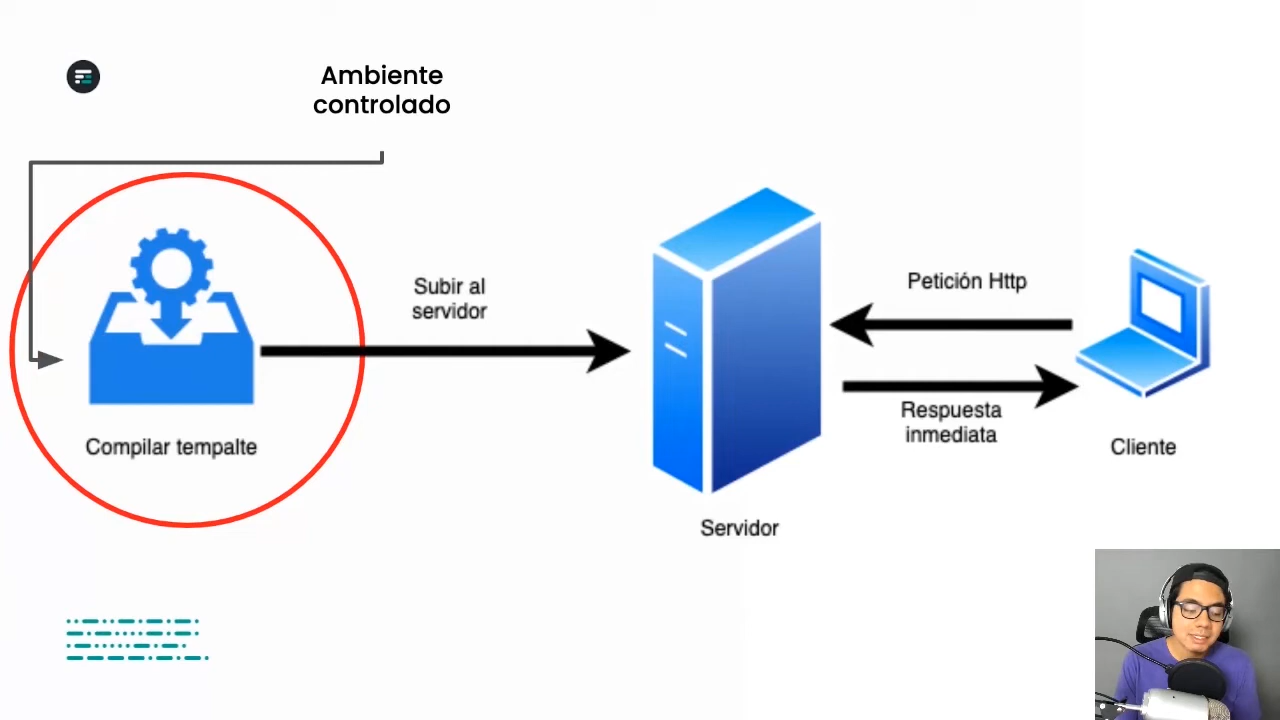 Ambiente
controlado
Subir al
servidor
Petición Http
Respuesta
inmediata
Compilar tempalte
Cliente
Servidor